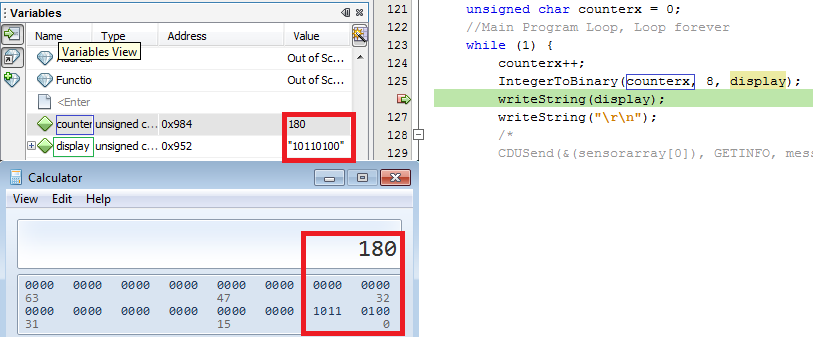 Variables
Name Type Address Value
Variables View
Address Out of Sc...
Functio Out of Sc...
<Enter
counter unsigned c... 0x984 180
display unsigned c... 0x952 "10110100"
121 unsigned char counterx = 0;
122 //Main Program Loop, Loop forever
123 while (1) {
124 counterx++;
125 IntegerToBinary(counterx, 8, display);
writeString(display);
127 writeString("\r\n");
128 /*
129 CDUSend(&(sensorarray[0]), GETINFO, mess
Calculator
View Edit Help
180
0000 0000 0000 0000 0000 0000 0000 0000
63 47 32
0000 0000 0000 0000 0000 0000 1011 0100
31 15 0